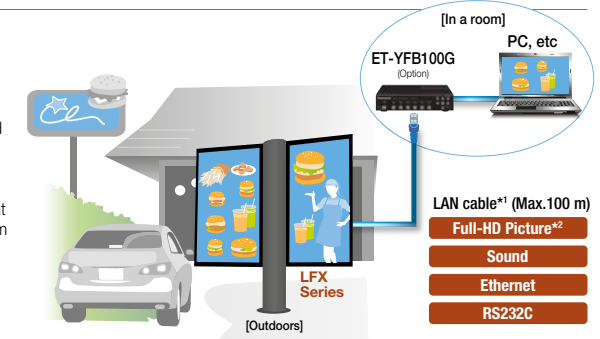 [In a room]
PC, etc
ET-YFB100G
(Option)
LAN cable*1 (Max.100 m)
Full-HD Picture*2
Sound
Ethernet
RS232C
LFX
Series
[Outdoors]